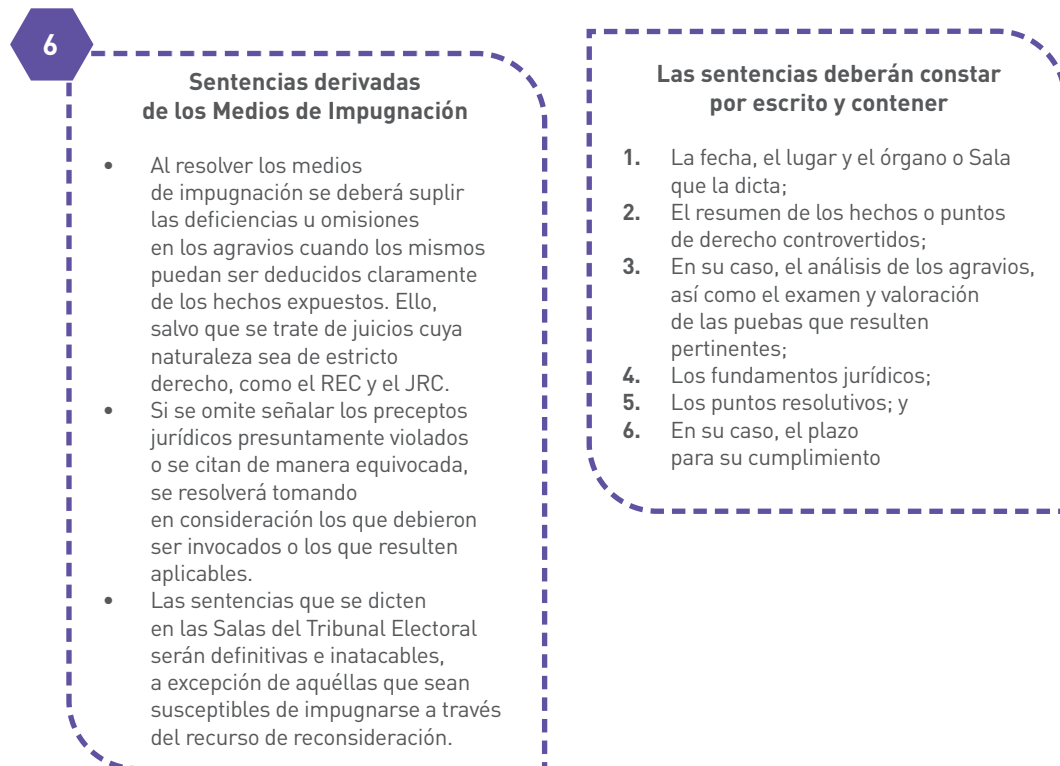 6
Sentencias derivadas
de los Medios de Impugnación
• Al resolver los medios
de impugnación se deberá suplir
las deficiencias u omisiones
en los agravios cuando los mismos
puedan ser deducidos claramente
de los hechos expuestos. Ello,
salvo que se trate de juicios cuya
naturaleza sea de estricto
derecho, como el REC y el JRC.
• Si se omite señalar los preceptos
jurídicos presuntamente violados
o se citan de manera equivocada,
se resolverá tomando
en consideración los que debieron
ser invocados o los que resulten
aplicables.
• Las sentencias que se dicten
en las Salas del Tribunal Electoral
serán definitivas e inatacables,
a excepción de aquéllas que sean
susceptibles de impugnarse a través
del recurso de reconsideración.
Las sentencias deberán constar
por escrito y contener
1. La fecha, el lugar y el órgano o Sala
que la dicta;
2. El resumen de los hechos o puntos
de derecho controvertidos;
3. En su caso, el análisis de los agravios,
así como el examen y valoración
de las puebas que resulten
pertinentes;
4. Los fundamentos jurídicos;
5. Los puntos resolutivos; y
6. En su caso, el plazo
para su cumplimiento